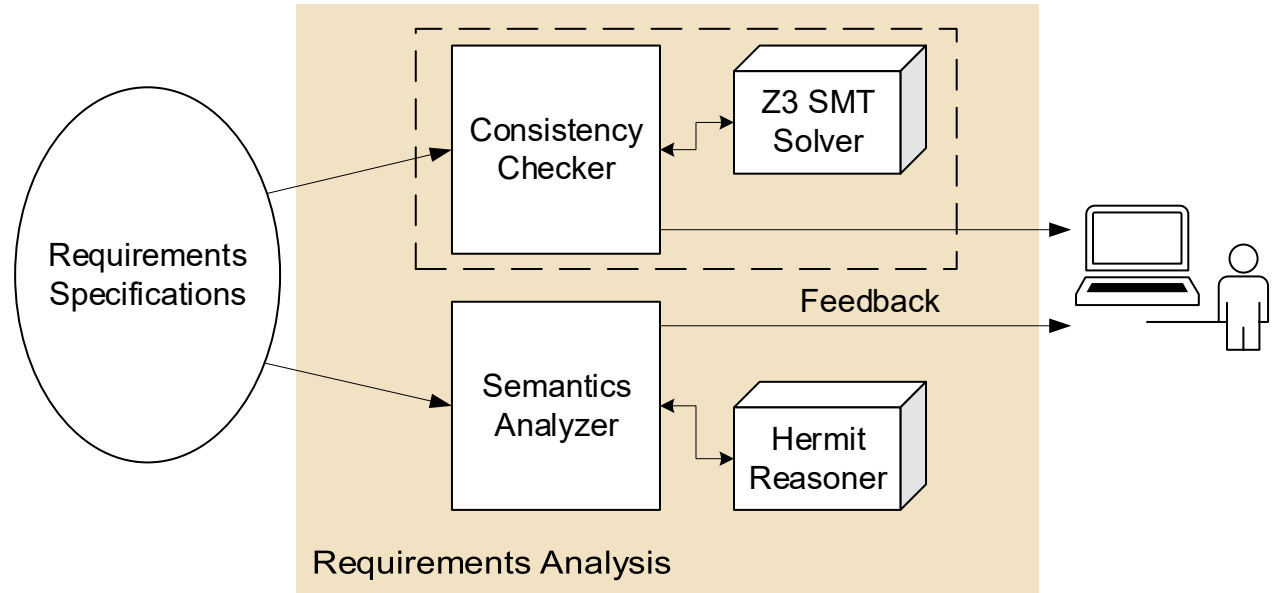 Requirements
Specifications
Consistency
Checker
Z3 SMT
Solver
Feedback
Semantics
Analyzer
Hermit
Reasoner
Requirements Analysis